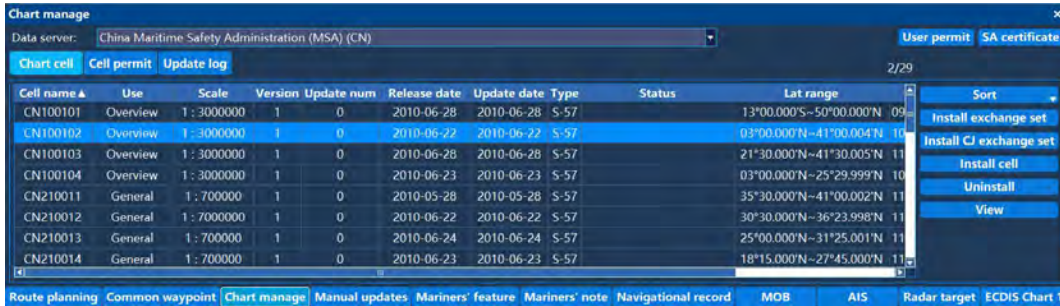 Chart manage ×
Data server: China Maritime Safety Administration (MSA) (CN) User permit SA certificate
Chart cell Cell permit Update log 2/29
Cell name▲ Use Scale Version Update num Release date Update date Type Status Lat range Sort
CN100101 Overview 1 : 3000000 1 0 2010-06-28 2010-06-28 S-57 13°00.000'S~50°00.000'N 09 Install exchange set
CN100102 Overview 1 : 3000000 1 0 2010-06-22 2010-06-22 S-57 03°00.000'N~41°00.004'N 10 Install CJ exchange set
CN100103 Overview 1 : 3000000 1 0 2010-06-28 2010-06-28 S-57 21°30.000'N~41°30.005'N 11 Install cell
CN100104 Overview 1 : 3000000 1 0 2010-06-23 2010-06-23 S-57 03°00.000'N~25°29.999'N 10 Uninstall
CN210011 General 1 : 700000 1 0 2010-05-28 2010-05-28 S-57 35°30.000'N~41°00.002'N 11 View
CN210012 General 1 : 7000000 1 0 2010-06-22 2010-06-22 S-57 30°30.000'N~36°23.998'N 11
CN210013 General 1 : 700000 1 0 2010-06-24 2010-06-24 S-57 25°00.000'N~31°25.001'N 11
CN210014 General 1 : 700000 1 0 2010-06-23 2010-06-23 S-57 18°15.000'N~27°45.000'N 11
Route planning Common waypoint Chart manage Manual updates Mariners' feature Mariners' note Navigational record MOB AIS Radar target ECDIS Chart